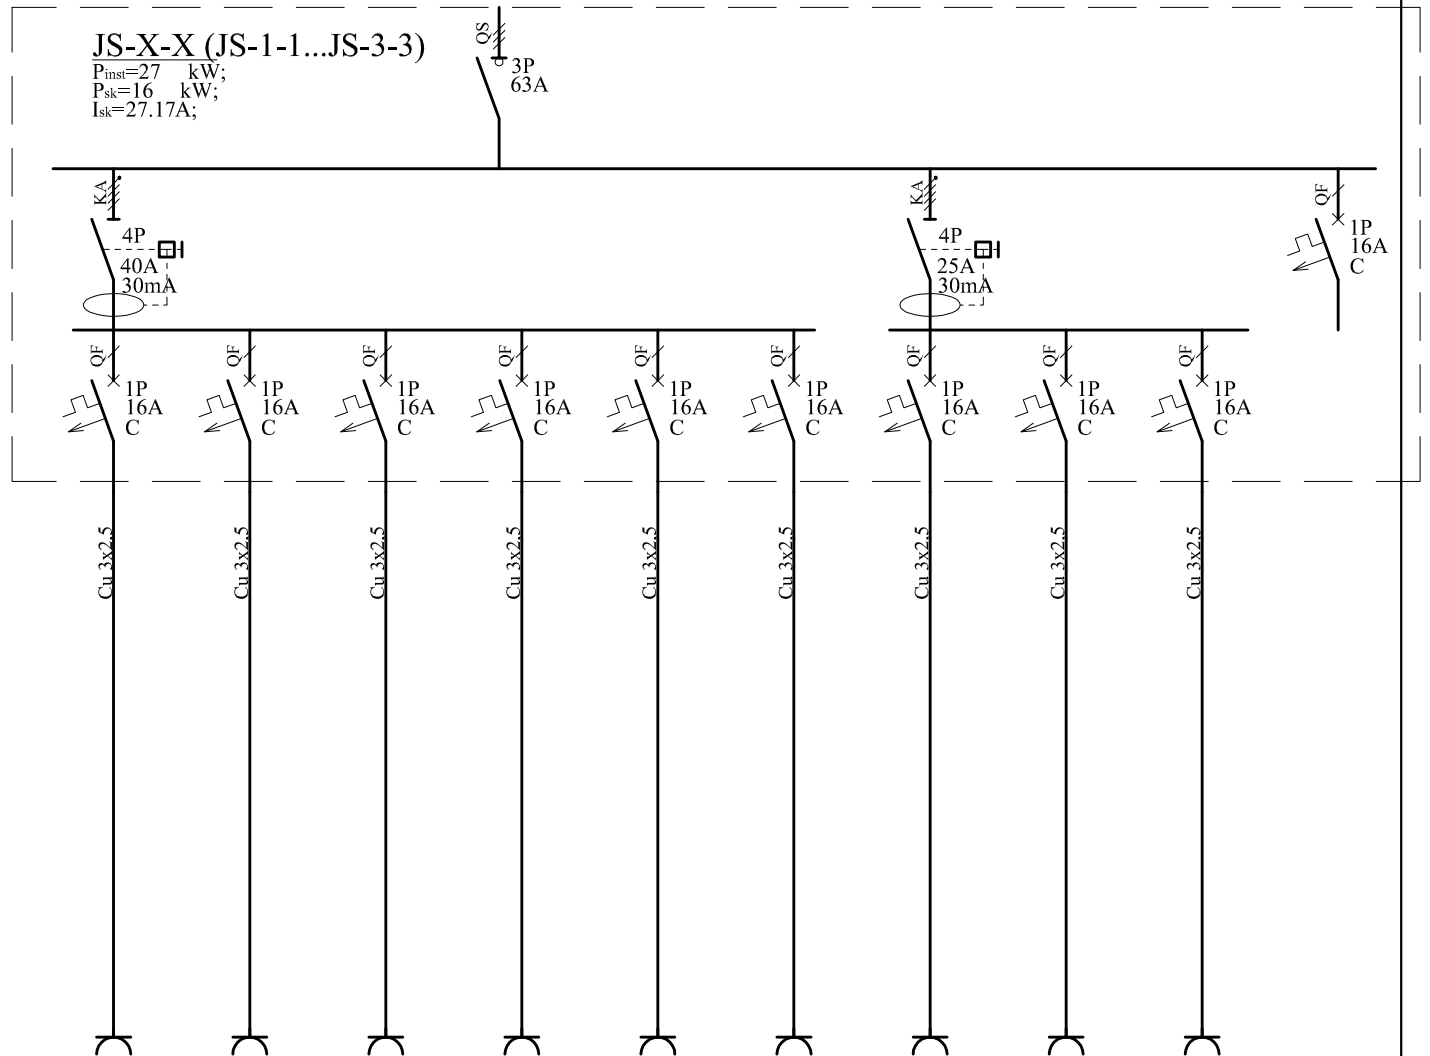 JS-X-X (JS-1-1...JS-3-3)
Pinst=27 kW;
Psk=16 kW;
Isk=27.17A;
QS
3P
63A
KA
4P
40A
30mA
KA
4P
25A
30mA
QF
1P
16A
C
QF
1P
16A
C
QF
1P
16A
C
QF
1P
16A
C
QF
1P
16A
C
QF
1P
16A
C
QF
1P
16A
C
QF
1P
16A
C
QF
1P
16A
C
QF
1P
16A
C
Cu 3x2.5
Cu 3x2.5
Cu 3x2.5
Cu 3x2.5
Cu 3x2.5
Cu 3x2.5
Cu 3x2.5
Cu 3x2.5
Cu 3x2.5